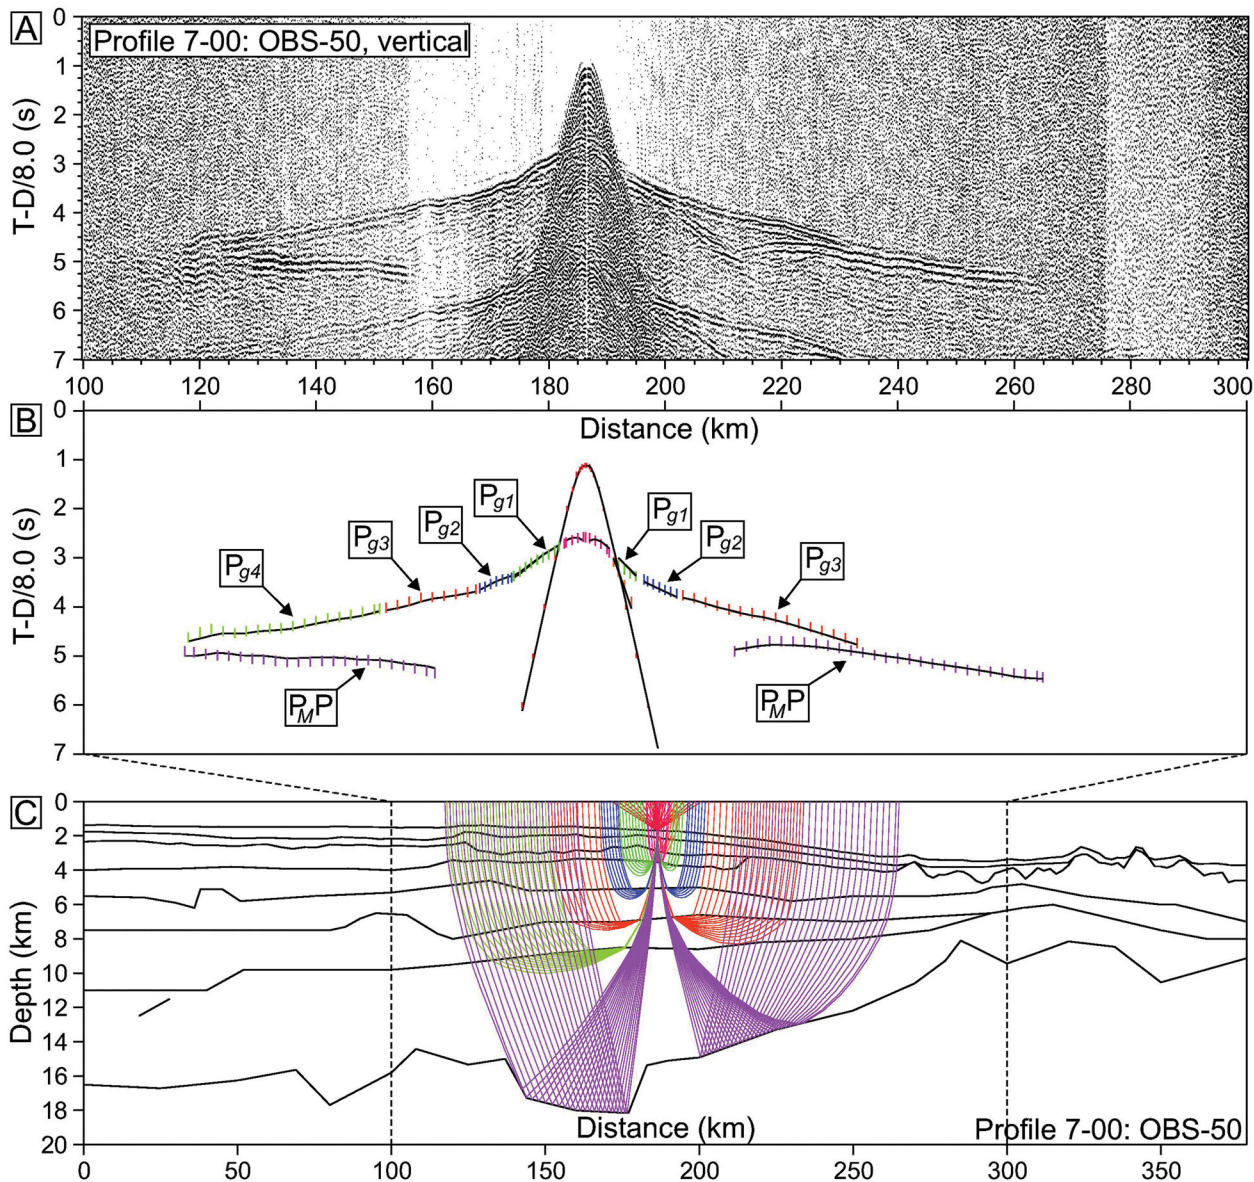 A
Profile 7-00: OBS-50, vertical
T-D/8.0 (s)
0
1
2
3
4
5
6
7
100 120 140 160 180 200 220 240 260 280 300
B
Distance (km)
T-D/8.0 (s)
0
1
2
3
4
5
6
7
Pg1
Pg1
Pg2
Pg2
Pg3
Pg3
Pg4
PMP
PMP
C
Depth (km)
0
2
4
6
8
10
12
14
16
18
20
Distance (km)
Profile 7-00: OBS-50
0 50 100 150 200 250 300 350